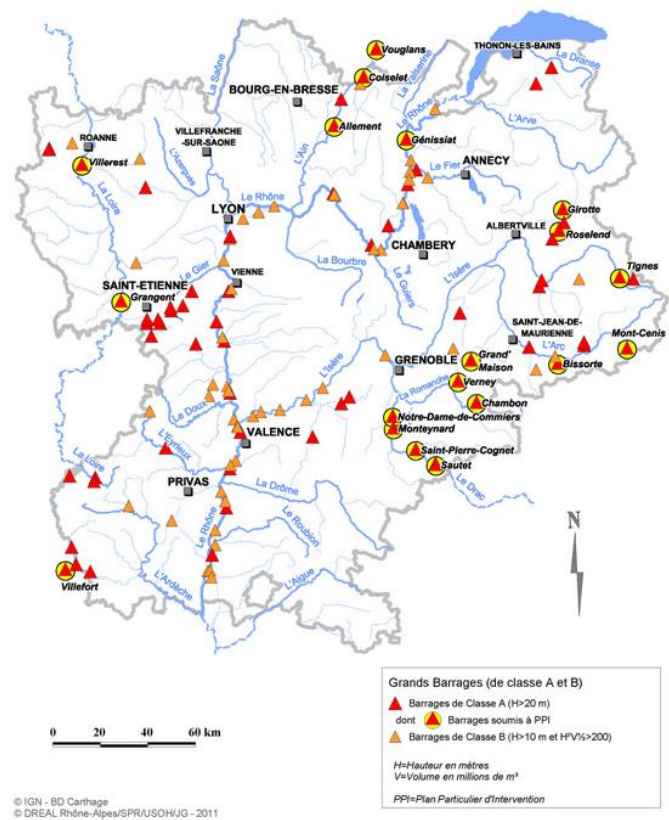 Vouglans
THONON-LES-BAINS
La Dranse
La Saône
Coiselet
La Valserine
BOURG-EN-BRESSE
Le Rhône
L'Arve
ROANNE
VILLEFRANCHE
-SUR-SAONE
L'Ain
Allement
Génissiat
Villerest
L'Azergues
Le Fier
ANNECY
La Loire
Le Rhône
LYON
Girotte
ALBERTVILLE
Roselend
CHAMBERY
La Bourbre
Le Guiers
L'Isère
Tignes
Le Gier
VIENNE
SAINT-ETIENNE
Grangent
SAINT-JEAN-DE-
MAURIENNE
Mont-Cenis
L'Arc
L'Isère
GRENOBLE
Grand'
Maison
Bissorte
La Romanche
Verney
Le Doux
Chambon
Notre-Dame-de-Commiers
Monteynard
VALENCE
L'Eyrieux
Saint-Pierre-Cognet
Sautet
La Loire
PRIVAS
La Drôme
Le Drac
Le Rhône
Le Roubion
N
Villefort
L'Ardèche
L'Aigue
Grands Barrages (de classe A et B)
Barrages de Classe A (H>20 m)
dont Barrages soumis à PPI
Barrages de Classe B (H>10 m et H²V½>200)
H=Hauteur en mètres
V=Volume en millions de m³
PPI=Plan Particulier d'Intervention
0 20 40 60 km
© IGN - BD Carthage
© DREAL Rhône-Alpes/SPR/USOH/JG - 2011